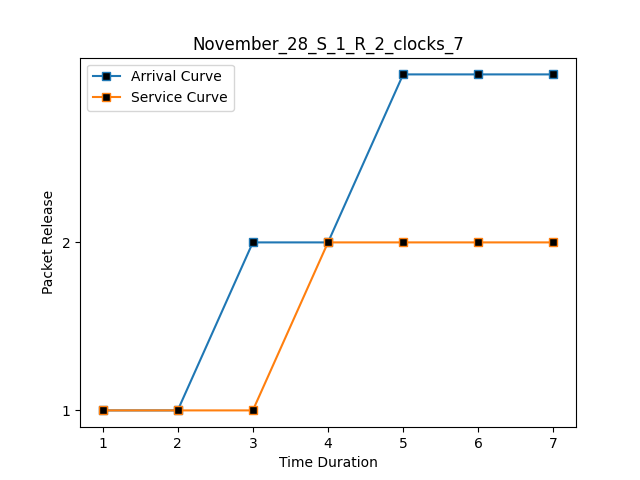 November_28_S_1_R_2_clocks_7
Arrival Curve
Service Curve
Packet Release
2
1
1 2 3 4 5 6 7
Time Duration